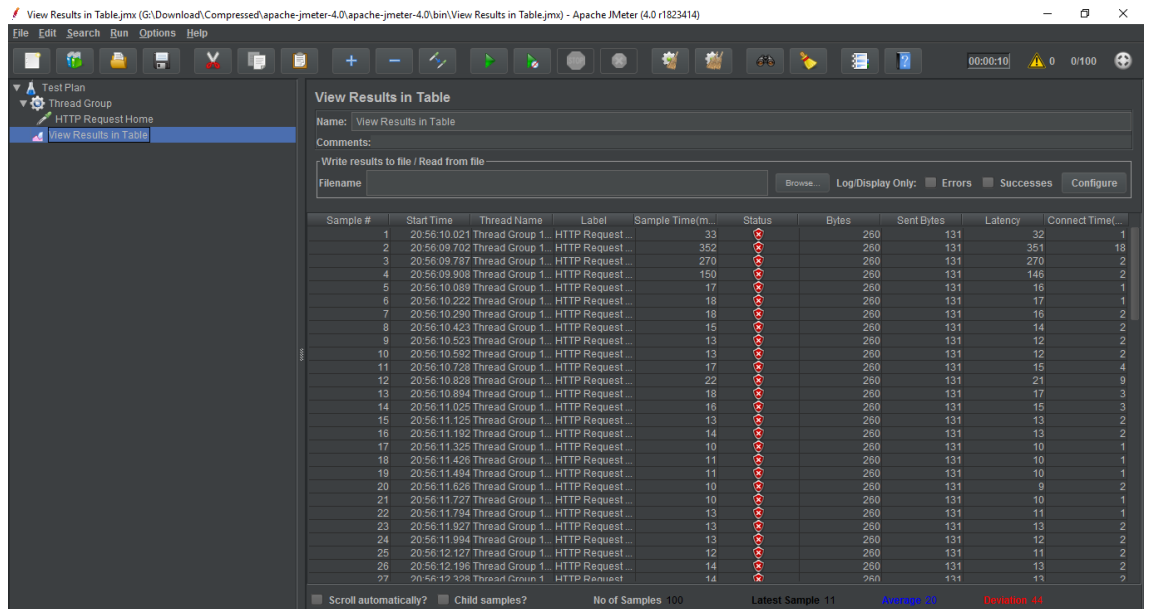 View Results in Table.jmx (G:\Download\Compressed\apache-jmeter-4.0\apache-jmeter-4.0\bin\View Results in Table.jmx) - Apache JMeter (4.0 r1823414)
File Edit Search Run Options Help
00:00:10 0 0/100
Test Plan
Thread Group
HTTP Request Home
View Results in Table
View Results in Table
Name: View Results in Table
Comments:
Write results to file / Read from file
Filename Browse... Log/Display Only: Errors Successes Configure
Sample # Start Time Thread Name Label Sample Time(m... Status Bytes Sent Bytes Latency Connect Time(...
1 20:56:10.021 Thread Group 1... HTTP Request ... 33 260 131 32 1
2 20:56:09.702 Thread Group 1... HTTP Request ... 352 260 131 351 18
3 20:56:09.787 Thread Group 1... HTTP Request ... 270 260 131 270 2
4 20:56:09.908 Thread Group 1... HTTP Request ... 150 260 131 146 2
5 20:56:10.089 Thread Group 1... HTTP Request ... 17 260 131 16 1
6 20:56:10.222 Thread Group 1... HTTP Request ... 18 260 131 17 1
7 20:56:10.290 Thread Group 1... HTTP Request ... 18 260 131 16 2
8 20:56:10.423 Thread Group 1... HTTP Request ... 15 260 131 14 2
9 20:56:10.523 Thread Group 1... HTTP Request ... 13 260 131 12 2
10 20:56:10.592 Thread Group 1... HTTP Request ... 13 260 131 12 2
11 20:56:10.728 Thread Group 1... HTTP Request ... 17 260 131 15 4
12 20:56:10.828 Thread Group 1... HTTP Request ... 22 260 131 21 9
13 20:56:10.894 Thread Group 1... HTTP Request ... 18 260 131 17 3
14 20:56:11.025 Thread Group 1... HTTP Request ... 16 260 131 15 3
15 20:56:11.125 Thread Group 1... HTTP Request ... 13 260 131 13 2
16 20:56:11.192 Thread Group 1... HTTP Request ... 14 260 131 13 2
17 20:56:11.325 Thread Group 1... HTTP Request ... 10 260 131 10 1
18 20:56:11.426 Thread Group 1... HTTP Request ... 11 260 131 10 1
19 20:56:11.494 Thread Group 1... HTTP Request ... 11 260 131 10 1
20 20:56:11.626 Thread Group 1... HTTP Request ... 10 260 131 9 2
21 20:56:11.727 Thread Group 1... HTTP Request ... 10 260 131 10 1
22 20:56:11.794 Thread Group 1... HTTP Request ... 13 260 131 11 1
23 20:56:11.927 Thread Group 1... HTTP Request ... 13 260 131 13 2
24 20:56:11.994 Thread Group 1... HTTP Request ... 13 260 131 12 2
25 20:56:12.127 Thread Group 1... HTTP Request ... 12 260 131 11 2
26 20:56:12.196 Thread Group 1... HTTP Request ... 14 260 131 13 2
27 20:56:12.328 Thread Group 1... HTTP Request ... 14 260 131 13 2
Scroll automatically? Child samples? No of Samples 100 Latest Sample 11 Average 20 Deviation 44